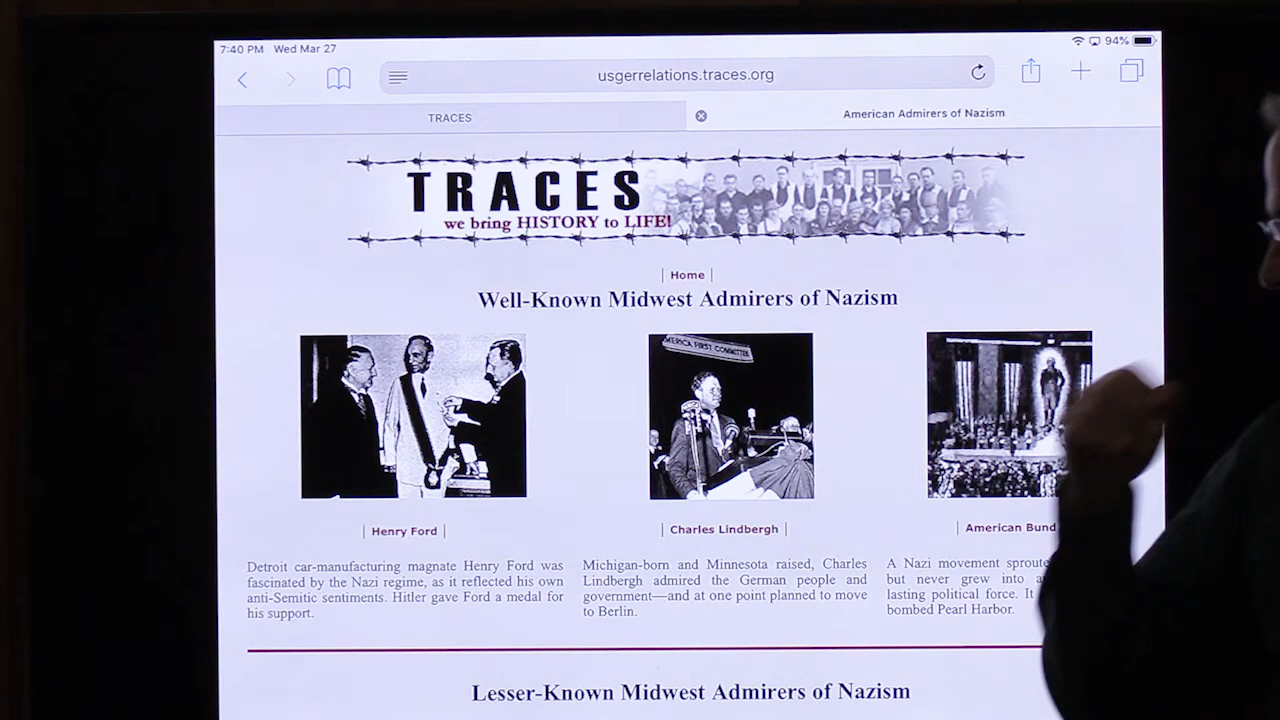 7:40 PM Wed Mar 27
94%
usgerrelations.traces.org
TRACES
American Admirers of Nazism
TRACES
we bring HISTORY to LIFE!
| Home |
Well-Known Midwest Admirers of Nazism
AMERICA FIRST COMMITTEE
| Henry Ford |
| Charles Lindbergh |
| American Bund
Detroit car-manufacturing magnate Henry Ford was
fascinated by the Nazi regime, as it reflected his own
anti-Semitic sentiments. Hitler gave Ford a medal for
his support.
Michigan-born and Minnesota raised, Charles
Lindbergh admired the German people and
government—and at one point planned to move
to Berlin.
A Nazi movement sproute
but never grew into a
lasting political force. It
bombed Pearl Harbor.
Lesser-Known Midwest Admirers of Nazism